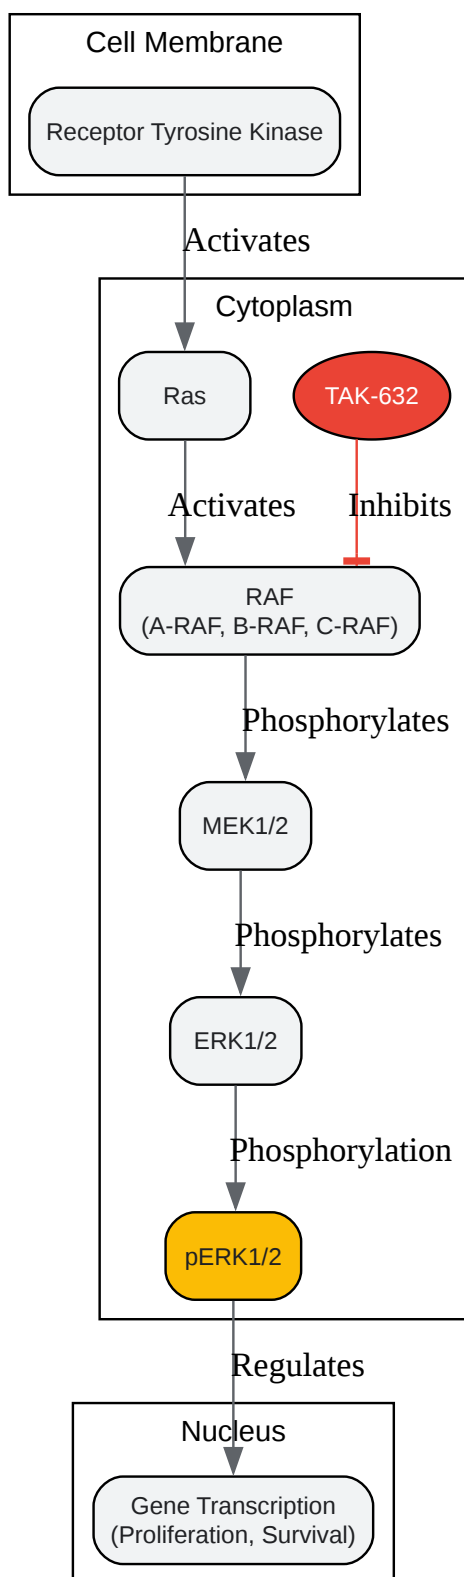 Cell Membrane
Receptor Tyrosine Kinase
Activates
Cytoplasm
Ras
TAK-632
Activates
Inhibits
RAF
(A-RAF, B-RAF, C-RAF)
Phosphorylates
MEK1/2
Phosphorylates
ERK1/2
Phosphorylation
pERK1/2
Regulates
Nucleus
Gene Transcription
(Proliferation, Survival)